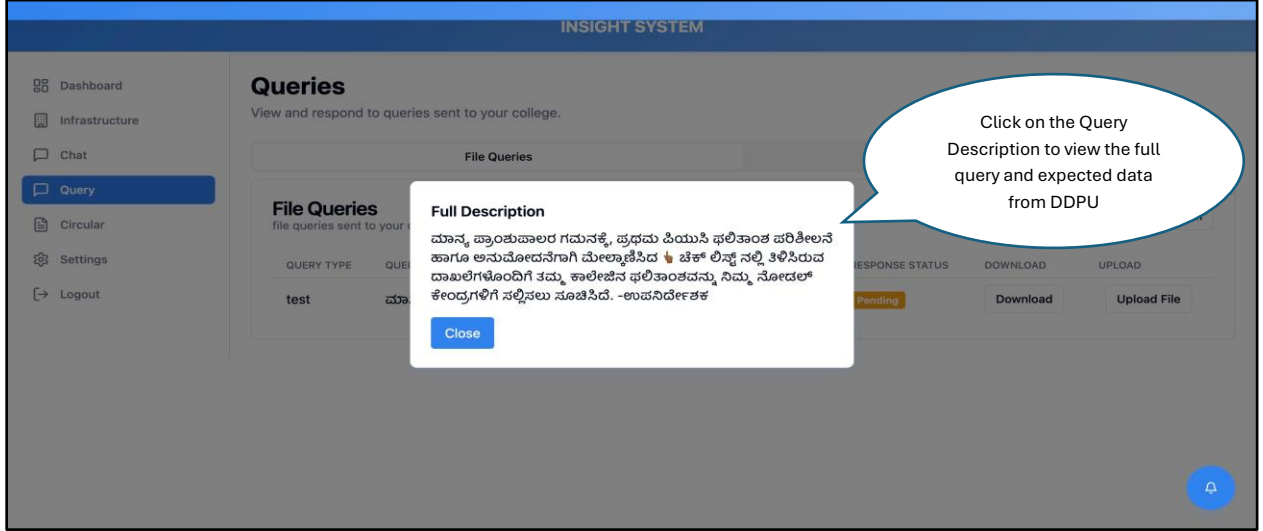 INSIGHT SYSTEM
Dashboard
Infrastructure
Chat
Query
Circular
Settings
Logout
Queries
View and respond to queries sent to your college.
File Queries
File Queries
file queries sent to your
QUERY TYPE
RESPONSE STATUS
DOWNLOAD
UPLOAD
test
Pending
Download
Upload File
Full Description
ಮಾನ್ಯ ಪ್ರಾಂಶುಪಾಲರ ಗಮನಕ್ಕೆ, ಪ್ರಥಮ ಪಿಯುಸಿ ಫಲಿತಾಂಶ ಪರಿಶೀಲನೆ
ಹಾಗೂ ಅನುಮೋದನೆಗಾಗಿ ಮೇಲ್ಕಾಣಿಸಿದ 👆🏾 ಚೆಕ್ ಲಿಸ್ಟ್ ನಲ್ಲಿ ತಿಳಿಸಿರುವ
ದಾಖಲೆಗಳೊಂದಿಗೆ ತಮ್ಮ ಕಾಲೇಜಿನ ಫಲಿತಾಂಶವನ್ನು ನಿಮ್ಮ ನೋಡಲ್
ಕೇಂದ್ರಗಳಿಗೆ ಸಲ್ಲಿಸಲು ಸೂಚಿಸಿದೆ. -ಉಪನಿರ್ದೇಶಕ
Close
Click on the Query
Description to view the full
query and expected data
from DDPU